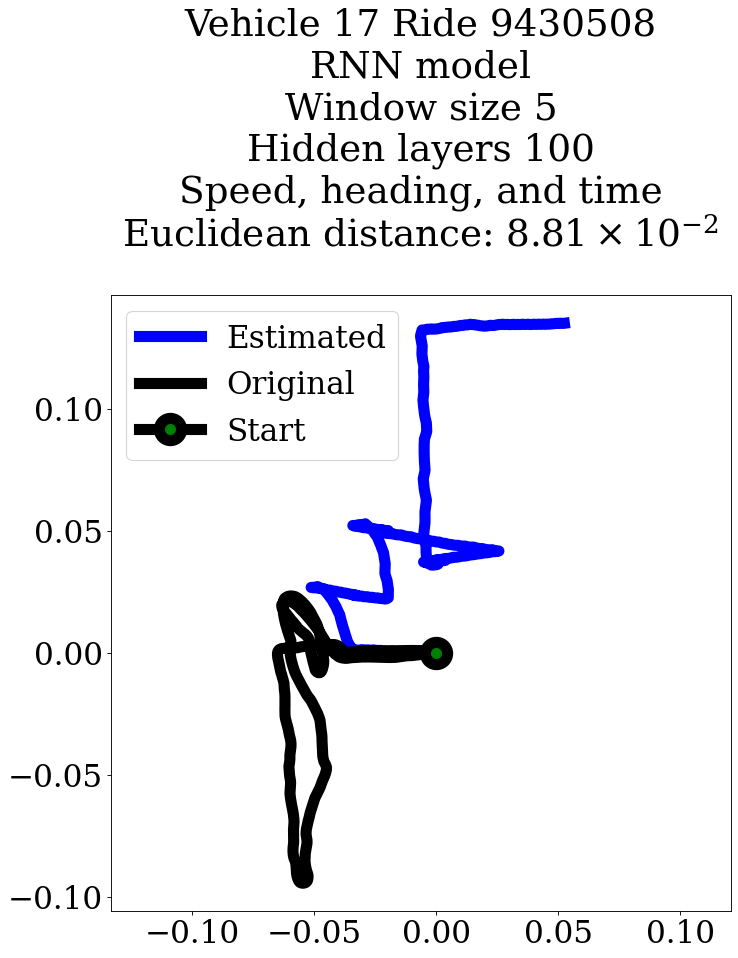 Vehicle 17 Ride 9430508
RNN model
Window size 5
Hidden layers 100
Speed, heading, and time
Euclidean distance: 8.81 × 10⁻²
Estimated
Original
Start
0.10
0.05
0.00
−0.05
−0.10
−0.10 −0.05 0.00 0.05 0.10